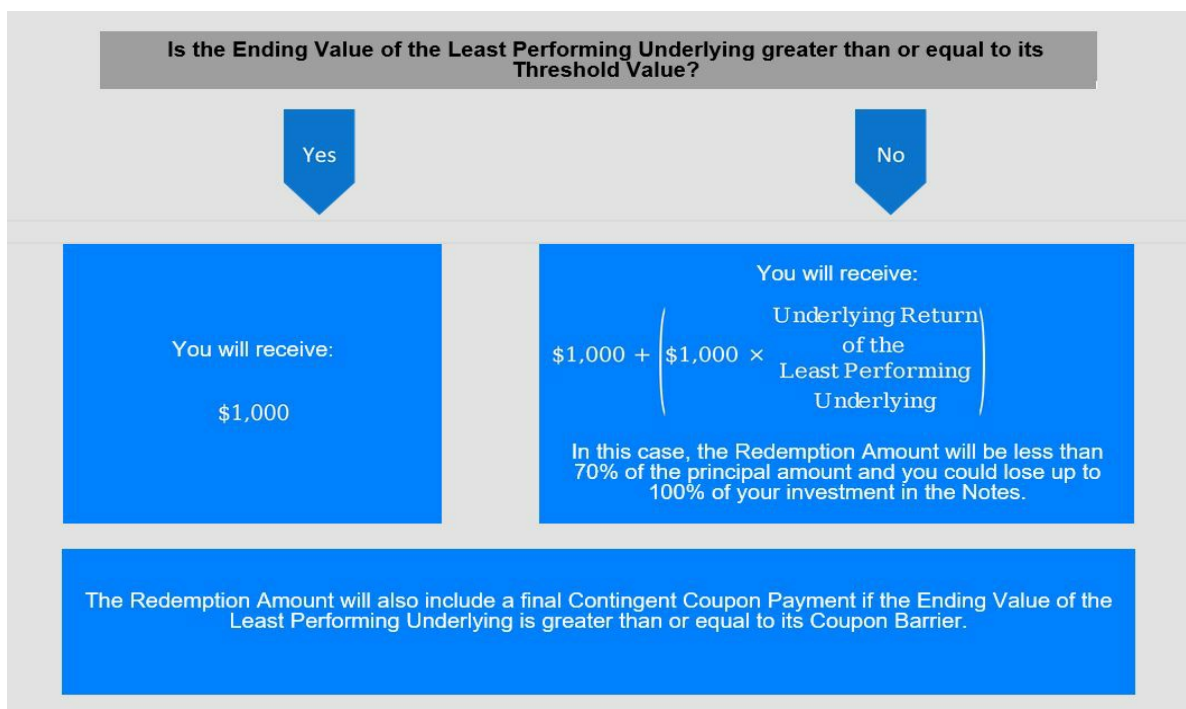 Is the Ending Value of the Least Performing Underlying greater than or equal to its
Threshold Value?
Yes
No
You will receive:
$1,000
You will receive:
$1,000 + ($1,000 × Underlying Return
of the
Least Performing
Underlying)
In this case, the Redemption Amount will be less than
70% of the principal amount and you could lose up to
100% of your investment in the Notes.
The Redemption Amount will also include a final Contingent Coupon Payment if the Ending Value of the
Least Performing Underlying is greater than or equal to its Coupon Barrier.